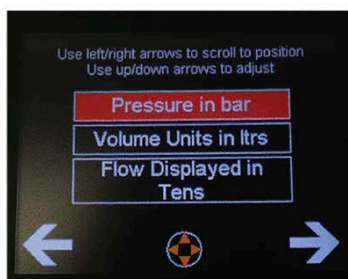 Use left/right arrows to scroll to position
Use up/down arrows to adjust
Pressure in bar
Volume Units in ltrs
Flow Displayed in
Tens